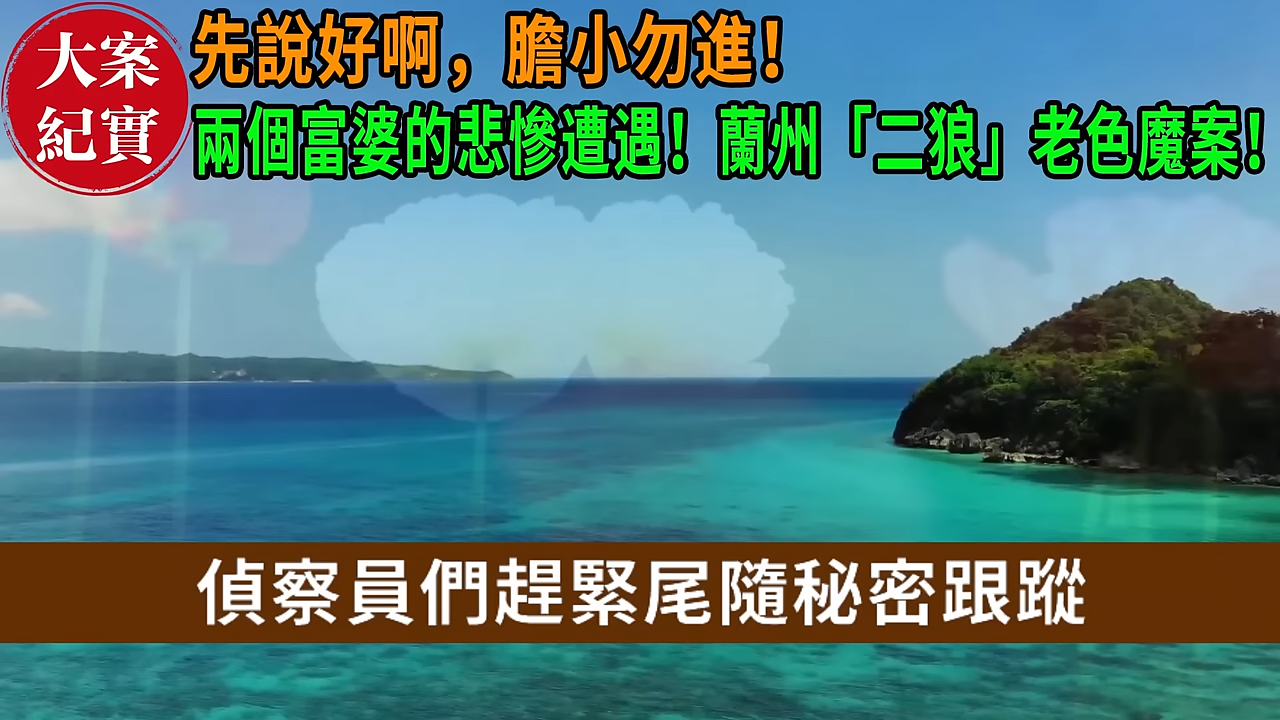 大案
紀實
先說好啊，膽小勿進！
兩個富婆的悲慘遭遇！蘭州「二狼」老色魔案！
偵察員們趕緊尾隨秘密跟蹤